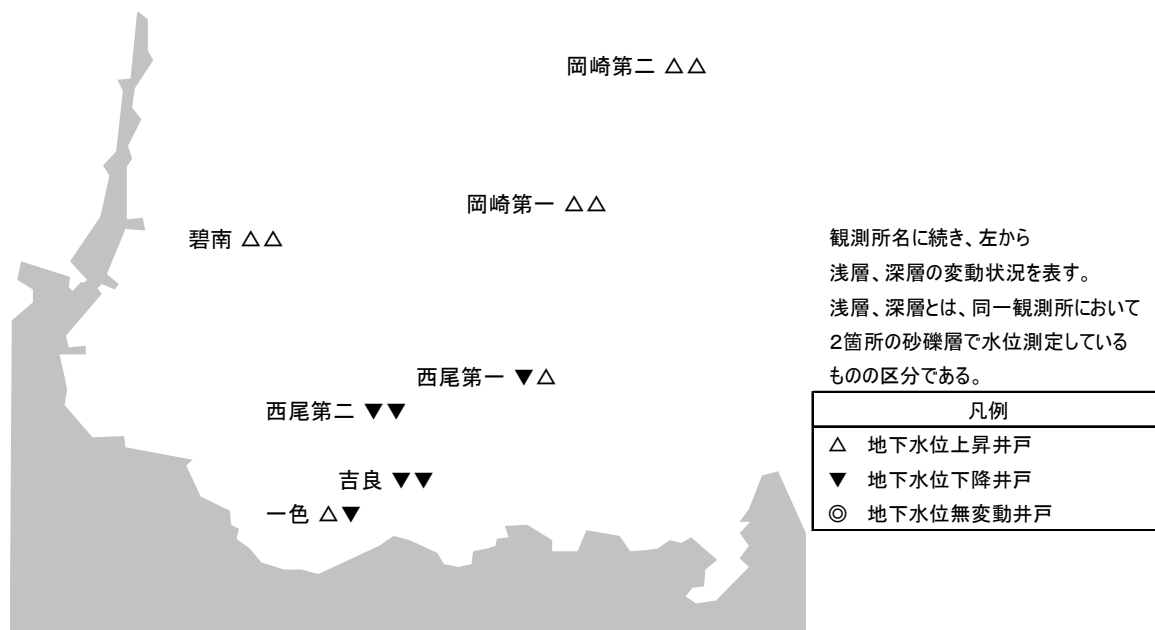 岡崎第二 △△
岡崎第一 △△
碧南 △△
西尾第一 ▼△
西尾第二 ▼▼
吉良 ▼▼
一色 △▼
観測所名に続き、左から
浅層、深層の変動状況を表す。
浅層、深層とは、同一観測所において
2箇所の砂礫層で水位測定している
ものの区分である。
凡例
△ 地下水位上昇井戸
▼ 地下水位下降井戸
◎ 地下水位無変動井戸